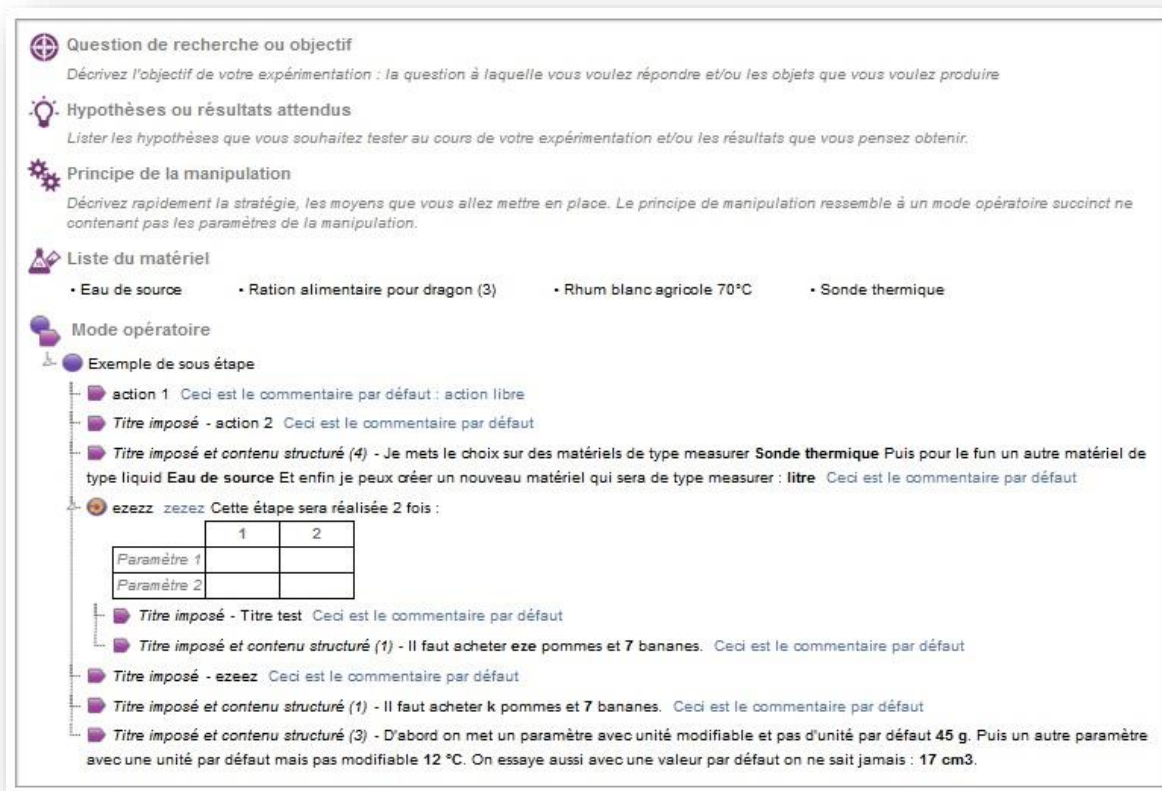 Question de recherche ou objectif
Décrivez l'objectif de votre expérimentation : la question à laquelle vous voulez répondre et/ou les objets que vous voulez produire
Hypothèses ou résultats attendus
Lister les hypothèses que vous souhaitez tester au cours de votre expérimentation et/ou les résultats que vous pensez obtenir.
Principe de la manipulation
Décrivez rapidement la stratégie, les moyens que vous allez mettre en place. Le principe de manipulation ressemble à un mode opératoire succinct ne
contenant pas les paramètres de la manipulation.
Liste du matériel
• Eau de source • Ration alimentaire pour dragon (3) • Rhum blanc agricole 70°C • Sonde thermique
Mode opératoire
Exemple de sous étape
action 1 Ceci est le commentaire par défaut : action libre
Titre imposé - action 2 Ceci est le commentaire par défaut
Titre imposé et contenu structuré (4) - Je mets le choix sur des matériels de type measurer Sonde thermique Puis pour le fun un autre matériel de
type liquid Eau de source Et enfin je peux créer un nouveau matériel qui sera de type measurer : litre Ceci est le commentaire par défaut
ezezz zezez Cette étape sera réalisée 2 fois :
1 2
Paramètre 1
Paramètre 2
Titre imposé - Titre test Ceci est le commentaire par défaut
Titre imposé et contenu structuré (1) - Il faut acheter eze pommes et 7 bananes. Ceci est le commentaire par défaut
Titre imposé - ezeez Ceci est le commentaire par défaut
Titre imposé et contenu structuré (1) - Il faut acheter k pommes et 7 bananes. Ceci est le commentaire par défaut
Titre imposé et contenu structuré (3) - D'abord on met un paramètre avec unité modifiable et pas d'unité par défaut 45 g. Puis un autre paramètre
avec une unité par défaut mais pas modifiable 12 °C. On essaye aussi avec une valeur par défaut on ne sait jamais : 17 cm3.